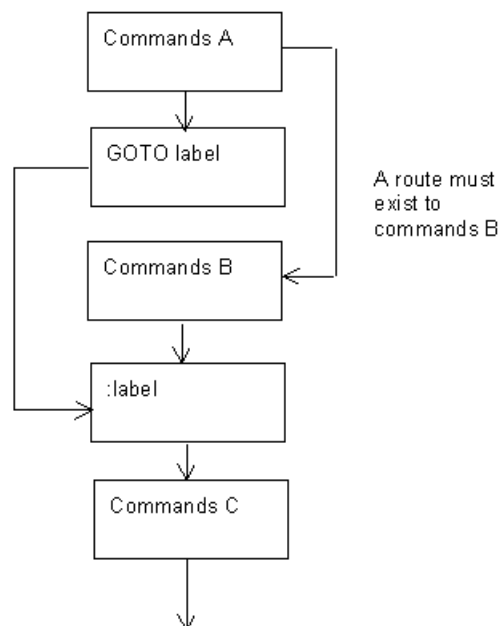 Commands A
GOTO label
A route must
exist to
commands B
Commands B
:label
Commands C